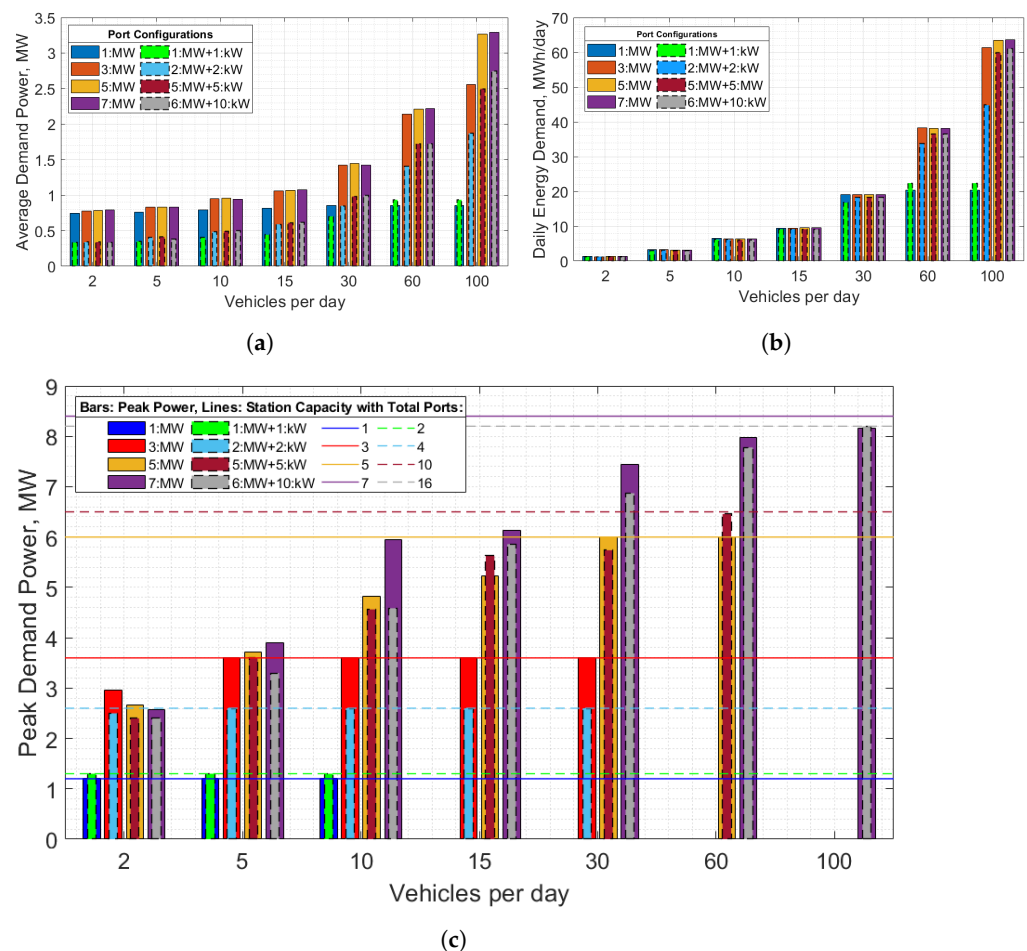 3.5
3
2.5
2
1.5
1
0.5
0
Average Demand Power, MW
Port Configurations
1:MW 1:MW+1:kW
3:MW 2:MW+2:kW
5:MW 5:MW+5:kW
7:MW 6:MW+10:kW
2 5 10 15 30 60 100
Vehicles per day
(a)
70
60
50
40
30
20
10
0
Daily Energy Demand, MWh/day
Port Configurations
1:MW 1:MW+1:kW
3:MW 2:MW+2:kW
5:MW 5:MW+5:MW
7:MW 6:MW+10:kW
2 5 10 15 30 60 100
Vehicles per day
(b)
9
8
7
6
5
4
3
2
1
0
Peak Demand Power, MW
Bars: Peak Power, Lines: Station Capacity with Total Ports:
1:MW 1:MW+1:kW 1 2
3:MW 2:MW+2:kW 3 4
5:MW 5:MW+5:kW 5 10
7:MW 6:MW+10:kW 7 16
2 5 10 15 30 60 100
Vehicles per day
(c)